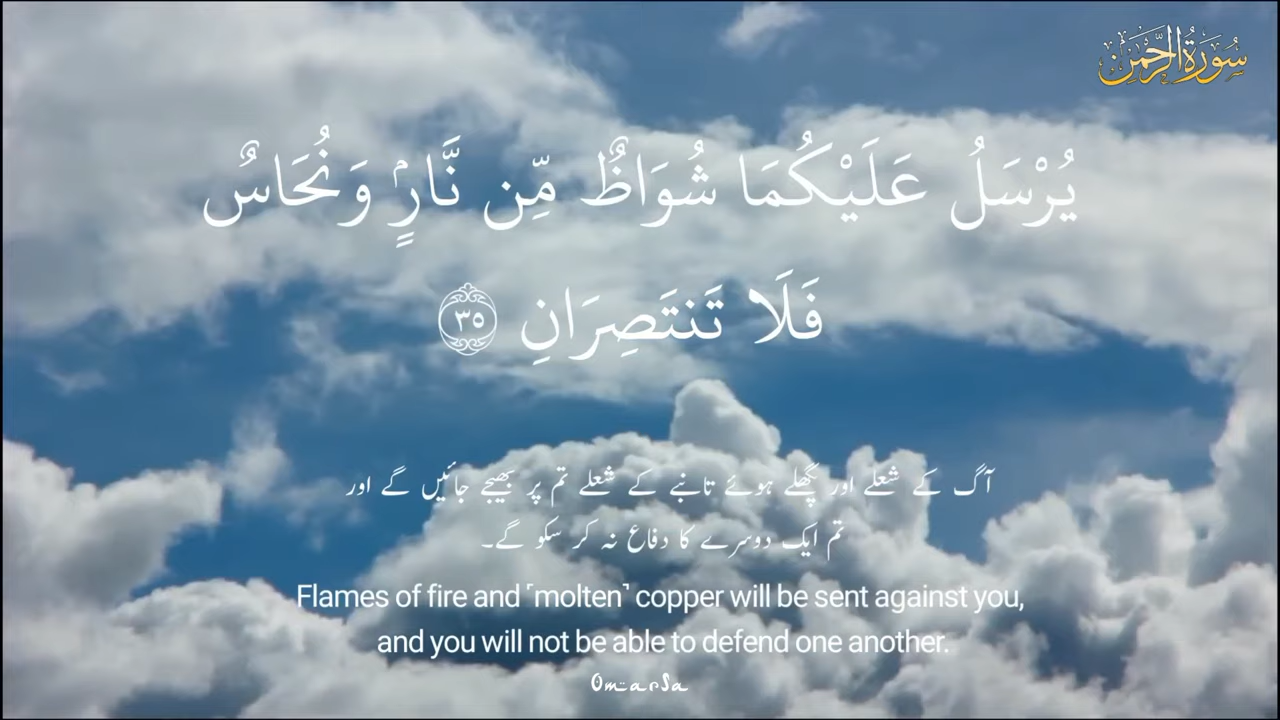 سُورَةُ الرَّحْمَٰن
يُرْسَلُ عَلَيْكُمَا شُوَاظٌ مِّن نَّارٍۢ وَنُحَاسٌ
فَلَا تَنتَصِرَانِ ٣٥
آگ کے شعلے اور پگھلے ہوئے تانبے کے شعلے تم پر بھیجے جائیں گے اور
تم ایک دوسرے کا دفاع نہ کر سکو گے۔
Flames of fire and ˹molten˺ copper will be sent against you,
and you will not be able to defend one another.
OmarSa